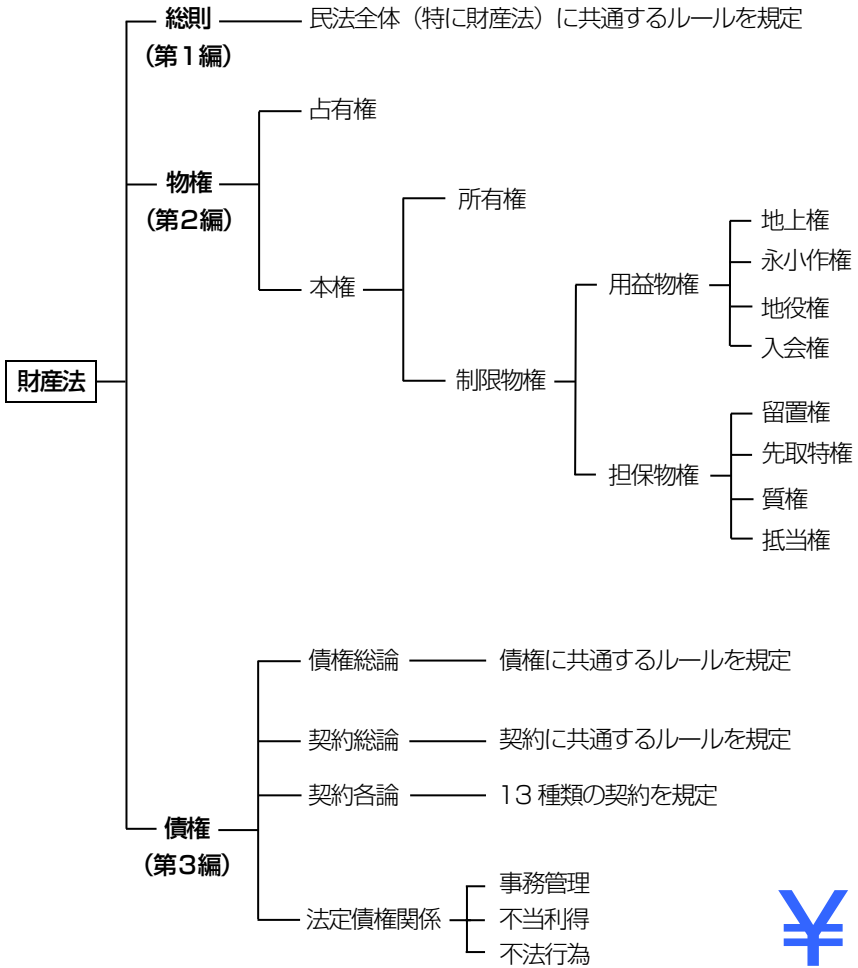 総則
民法全体（特に財産法）に共通するルールを規定
（第１編）
占有権
物権
（第２編）
所有権
本権
地上権
永小作権
用益物権
地役権
入会権
財産法
制限物権
留置権
先取特権
担保物権
質権
抵当権
債権総論
債権に共通するルールを規定
契約総論
契約に共通するルールを規定
契約各論
13 種類の契約を規定
債権
（第３編）
事務管理
法定債権関係
不当利得
不法行為
¥